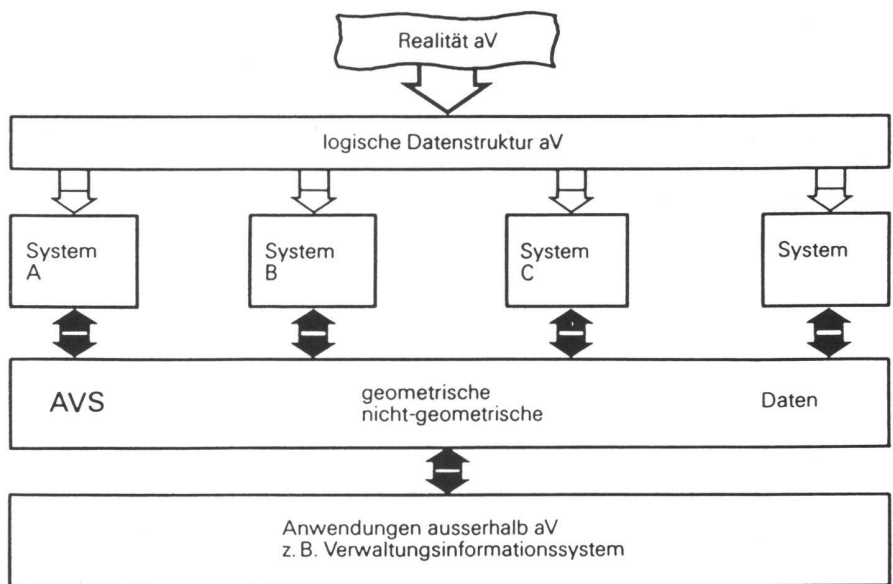 Realität aV
logische Datenstruktur aV
System
A
System
B
System
C
System
AVS
geometrische
nicht-geometrische
Daten
Anwendungen ausserhalb aV
z. B. Verwaltungsinformationssystem